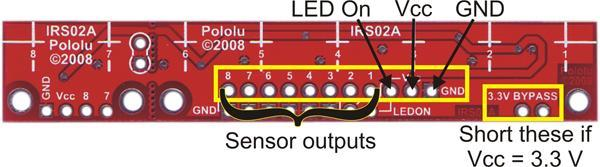 LED On Vcc GND
IRS02A
Pololu
©2008
IRS02A
Pololu
©2008
8 7 6 5 4 3 2 1
8 7 6 5 4 3 2 1
Vcc
GND
GND Vcc 8 7
GND
LEDON
3.3V BYPASS
Sensor outputs
Short these if
Vcc = 3.3 V